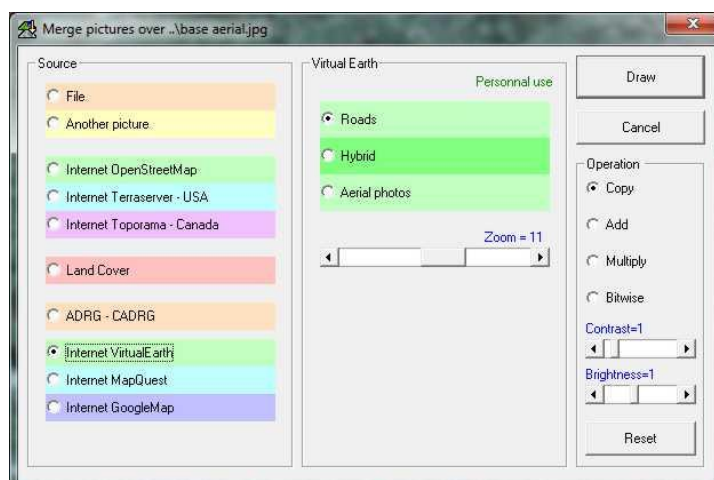 Merge pictures over ..\base aerial.jpg
x
Source
File
Another picture
Internet OpenStreetMap
Internet Terraserver - USA
Internet Toporama - Canada
Land Cover
ADRG - CADRG
Internet VirtualEarth
Internet MapQuest
Internet GoogleMap
Virtual Earth
Personnal use
Roads
Hybrid
Aerial photos
Zoom = 11
Draw
Cancel
Operation
Copy
Add
Multiply
Bitwise
Contrast=1
Brightness=1
Reset